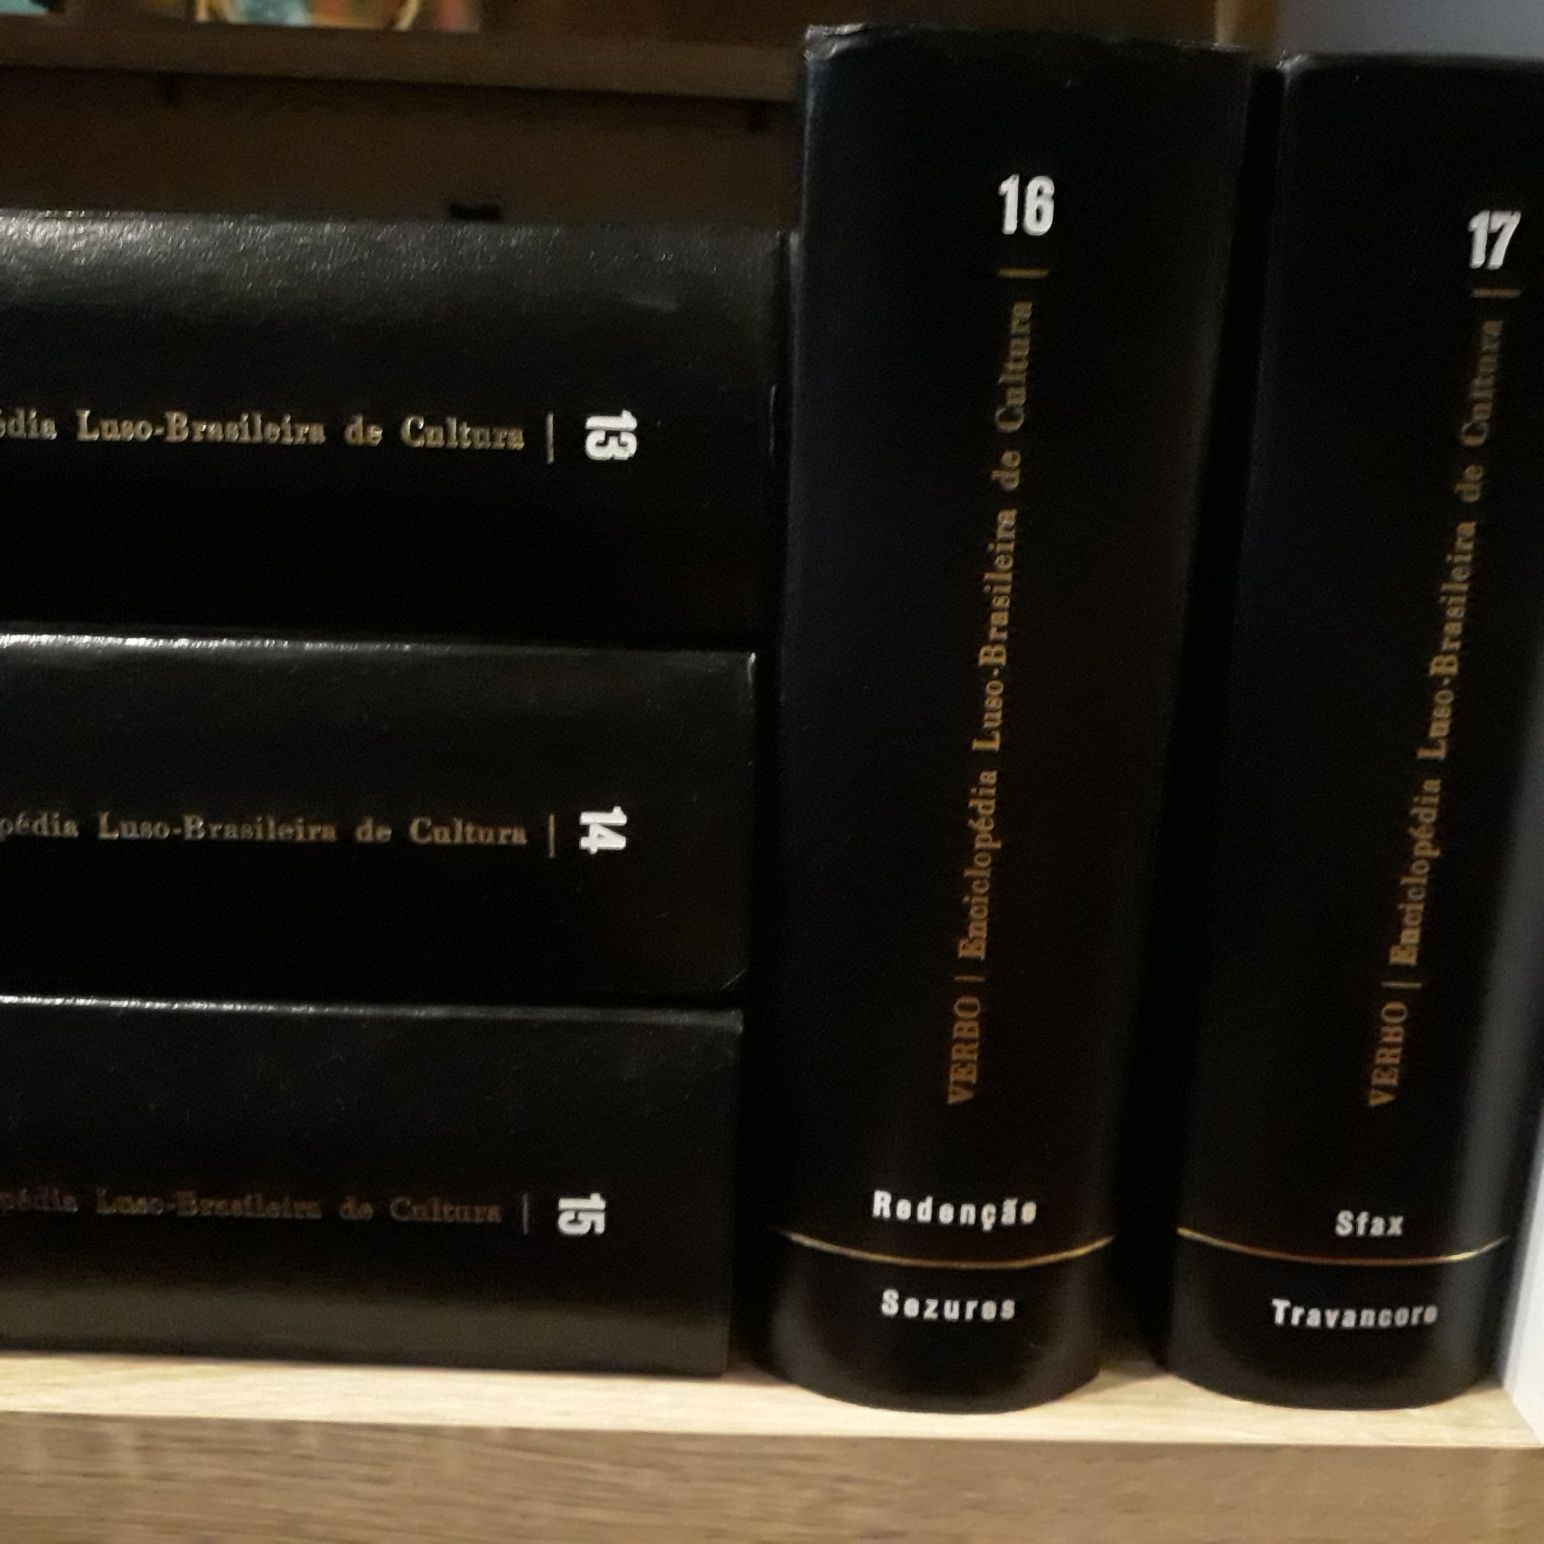 édia Luso-Brasileira de Cultura | 13
pédia Luso-Brasileira de Cultura | 14
pédia Luso-Brasileira de Cultura | 15
16
VERBO | Enciclopédia Luso-Brasileira de Cultura |
Redenção
Sezures
17
VERBO | Enciclopédia Luso-Brasileira de Cultura |
Sfax
Travancore